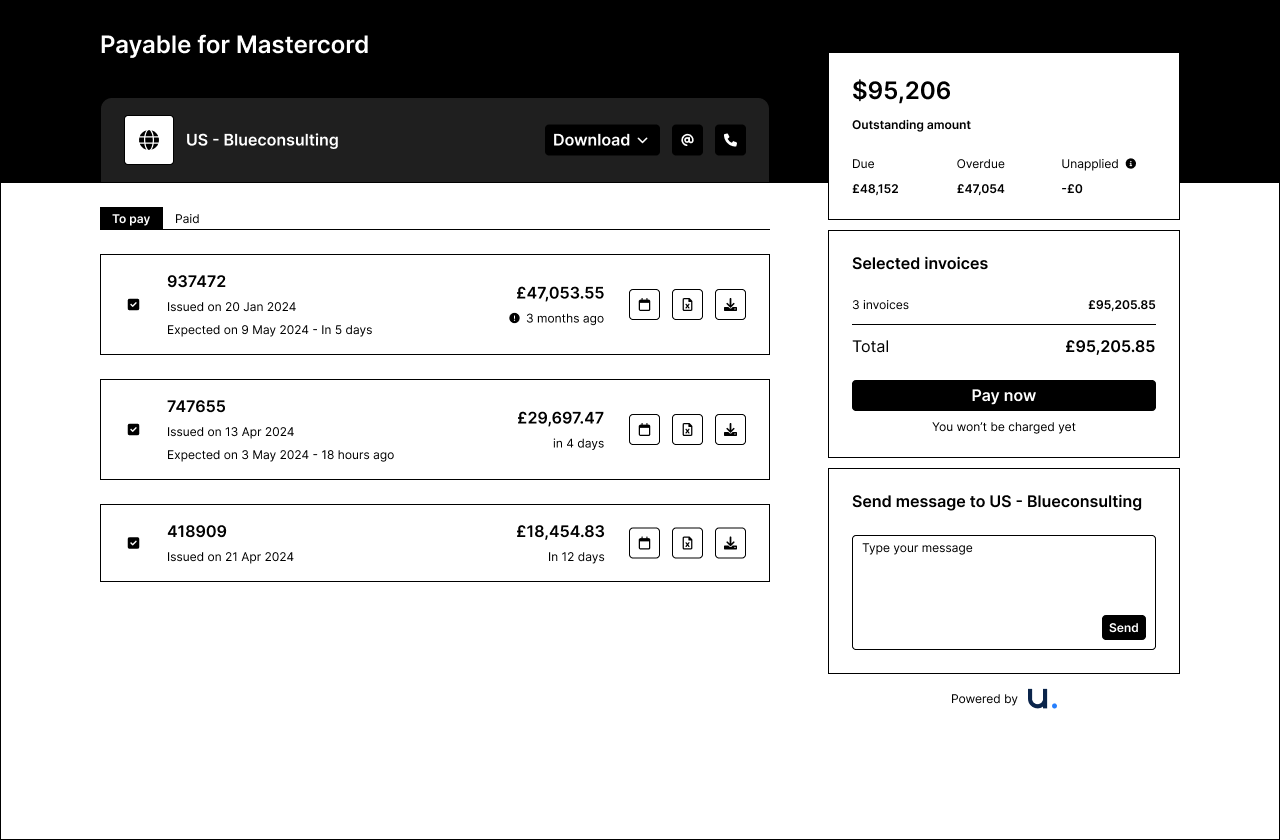 Payable for Mastercord
US - Blueconsulting
Download
To pay Paid
937472
Issued on 20 Jan 2024
Expected on 9 May 2024 - In 5 days
£47,053.55
3 months ago
747655
Issued on 13 Apr 2024
Expected on 3 May 2024 - 18 hours ago
£29,697.47
in 4 days
418909
Issued on 21 Apr 2024
£18,454.83
In 12 days
$95,206
Outstanding amount
Due Overdue Unapplied
£48,152 £47,054 -£0
Selected invoices
3 invoices £95,205.85
Total £95,205.85
Pay now
You won’t be charged yet
Send message to US - Blueconsulting
Type your message
Send
Powered by u.